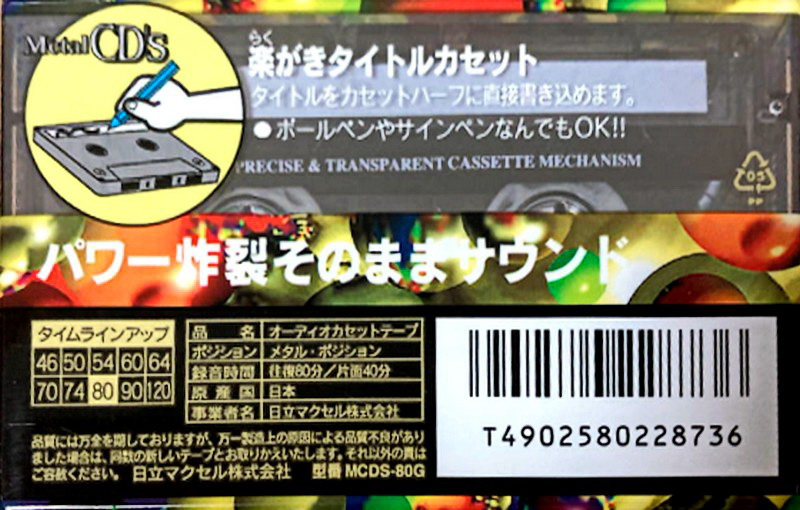 Metal CD's
らく
楽がきタイトルカセット
タイトルをカセットハーフに直接書き込めます。
●ボールペンやサインペンなんでもOK!!
PRECISE & TRANSPARENT CASSETTE MECHANISM
05
PP
パワー炸裂そのままサウンド
タイムラインアップ
46 50 54 60 64
70 74 80 90 120
品名 オーディオカセットテープ
ポジション メタル・ポジション
録音時間 往復80分/片面40分
原産国 日本
事業者名 日立マクセル株式会社
品質には万全を期しておりますが、万一製造上の原因による品質不良があり
ました場合は、同数の新しいテープとお取りかえいたします。それ以外の責は
ご容赦ください。 日立マクセル株式会社 型番 MCDS-80G
T4902580228736